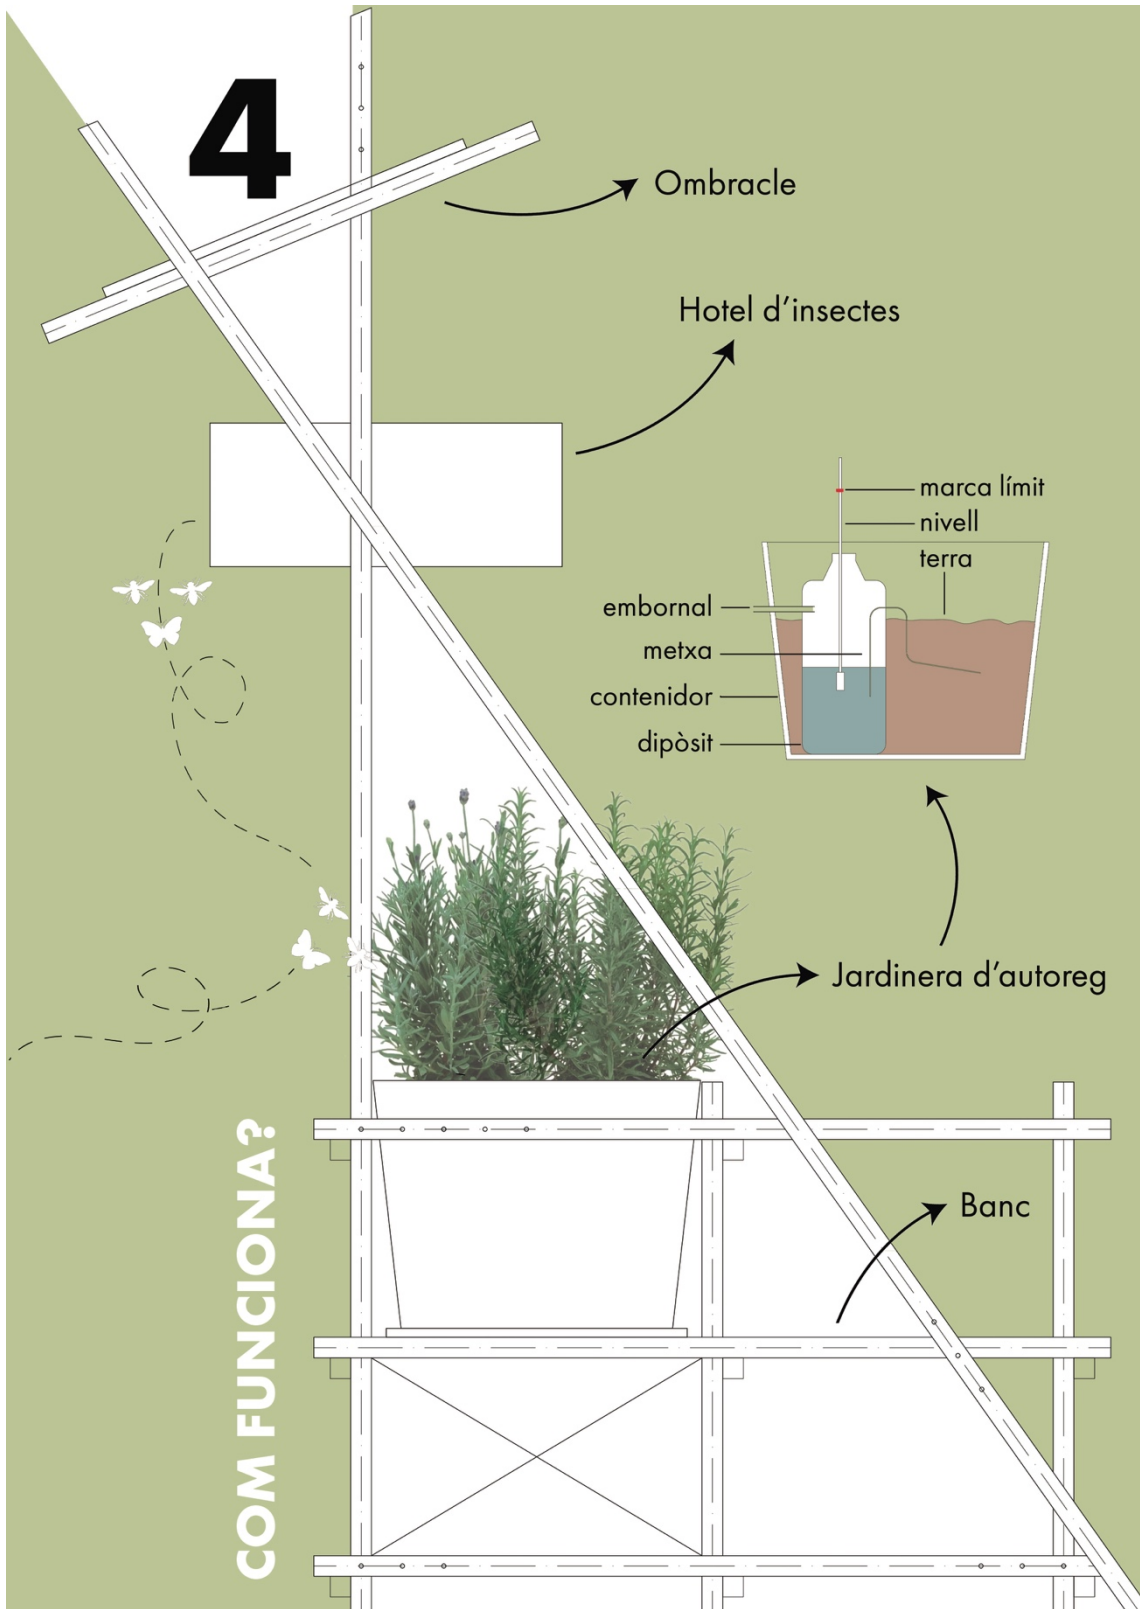 4
Ombracle
Hotel d'insectes
marca límit
nivell
terra
embornal
metxa
contenidor
dipòsit
Jardinera d'autoreg
Banc
COM FUNCIONA?